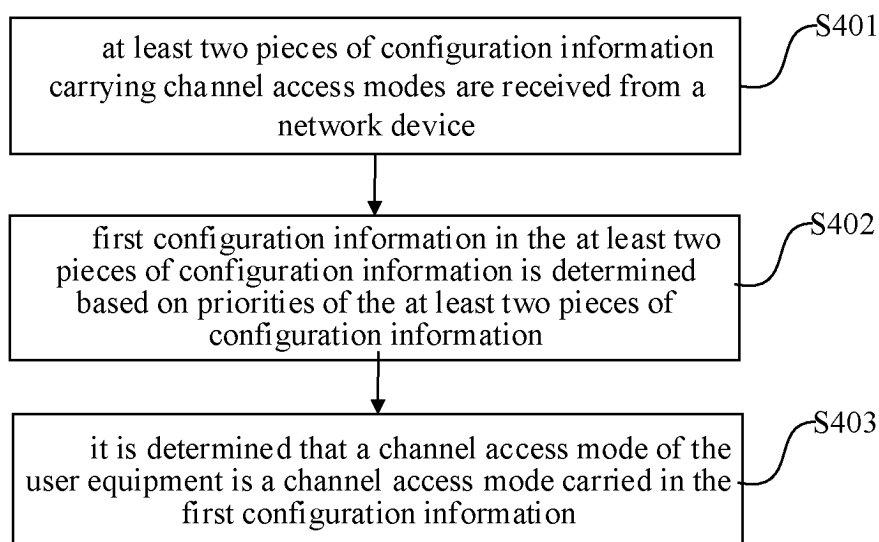 S401
at least two pieces of configuration information
carrying channel access modes are received from a
network device
S402
first configuration information in the at least two
pieces of configuration information is determined
based on priorities of the at least two pieces of
configuration information
S403
it is determined that a channel access mode of the
user equipment is a channel access mode carried in the
first configuration information